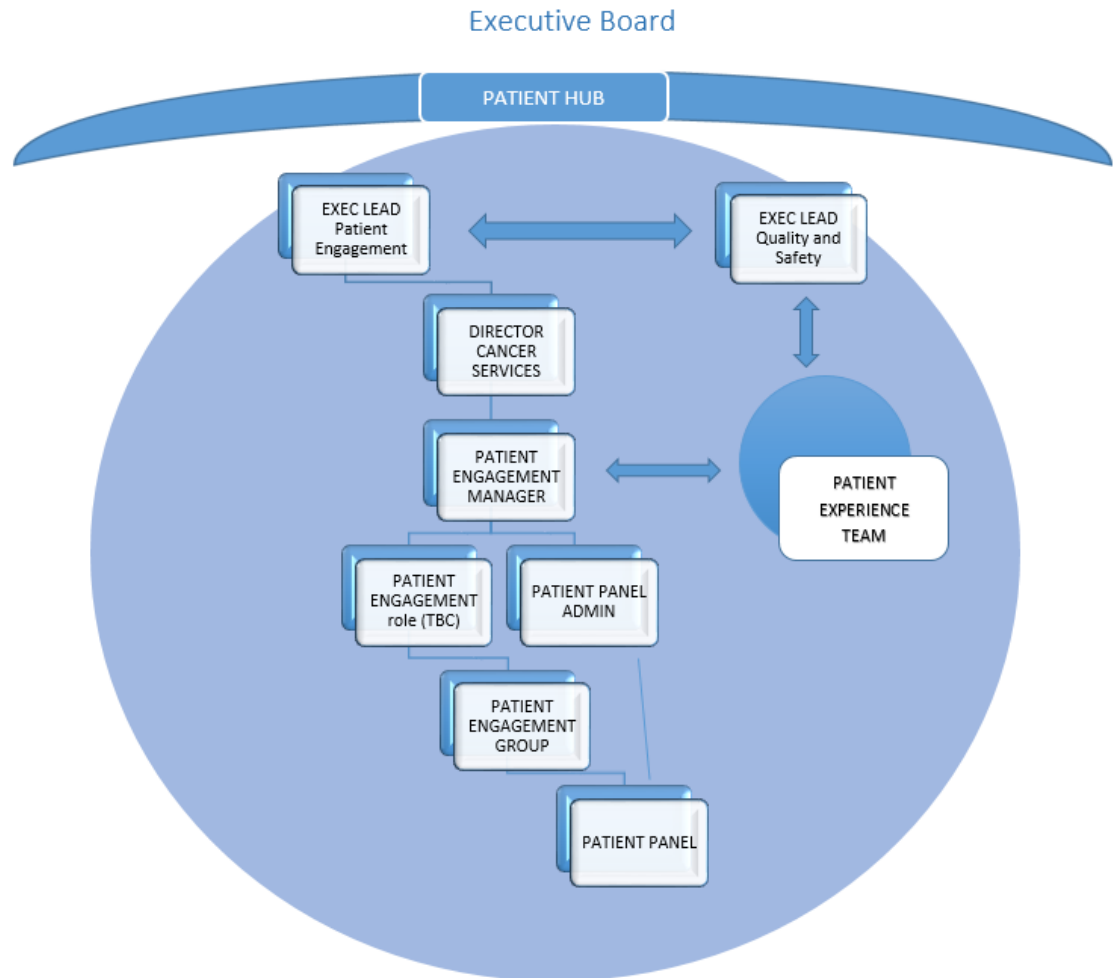 Executive Board
PATIENT HUB
EXEC LEAD
Patient
Engagement
EXEC LEAD
Quality and
Safety
DIRECTOR
CANCER
SERVICES
PATIENT
ENGAGEMENT
MANAGER
PATIENT
EXPERIENCE
TEAM
PATIENT
ENGAGEMENT
role (TBC)
PATIENT PANEL
ADMIN
PATIENT
ENGAGEMENT
GROUP
PATIENT PANEL